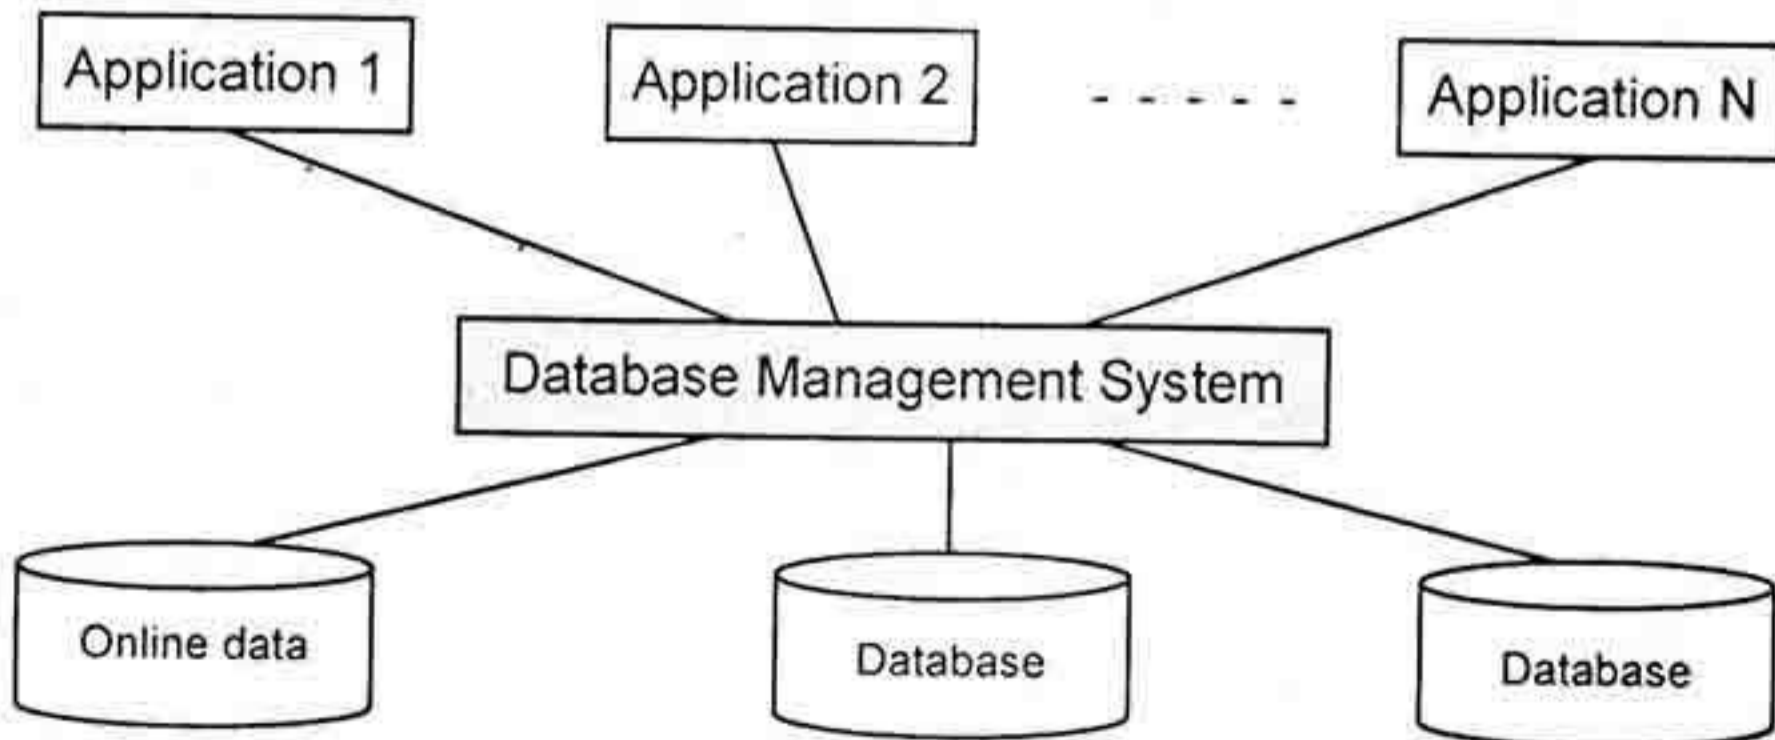 Application 1
Application 2
- - - - -
Application N
Database Management System
Online data
Database
Database